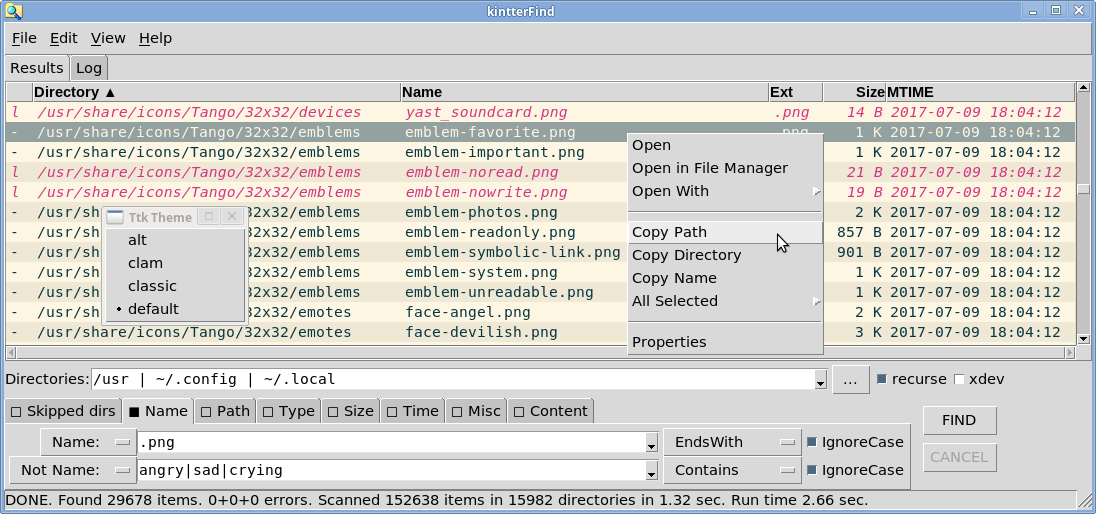 kintterFind
File Edit View Help
Results Log
Directory ▲ Name Ext Size MTIME
l /usr/share/icons/Tango/32x32/devices yast_soundcard.png .png 14 B 2017-07-09 18:04:12
- /usr/share/icons/Tango/32x32/emblems emblem-favorite.png .png 1 K 2017-07-09 18:04:12
- /usr/share/icons/Tango/32x32/emblems emblem-important.png 1 K 2017-07-09 18:04:12
l /usr/share/icons/Tango/32x32/emblems emblem-noread.png 21 B 2017-07-09 18:04:12
l /usr/share/icons/Tango/32x32/emblems emblem-nowrite.png 19 B 2017-07-09 18:04:12
- /usr/sh 32x32/emblems emblem-photos.png 2 K 2017-07-09 18:04:12
- /usr/sh 32x32/emblems emblem-readonly.png 857 B 2017-07-09 18:04:12
- /usr/sh 32x32/emblems emblem-symbolic-link.png 901 B 2017-07-09 18:04:12
- /usr/sh 32x32/emblems emblem-system.png 1 K 2017-07-09 18:04:12
- /usr/sh 32x32/emblems emblem-unreadable.png 1 K 2017-07-09 18:04:12
- /usr/sh 32x32/emotes face-angel.png 2 K 2017-07-09 18:04:12
- /usr/share/icons/Tango/32x32/emotes face-devilish.png 3 K 2017-07-09 18:04:12
Ttk Theme
alt
clam
classic
default
Open
Open in File Manager
Open With
Copy Path
Copy Directory
Copy Name
All Selected
Properties
Directories: /usr | ~/.config | ~/.local ... recurse xdev
Skipped dirs Name Path Type Size Time Misc Content
Name: .png EndsWith IgnoreCase
Not Name: angry|sad|crying Contains IgnoreCase
FIND
CANCEL
DONE. Found 29678 items. 0+0+0 errors. Scanned 152638 items in 15982 directories in 1.32 sec. Run time 2.66 sec.